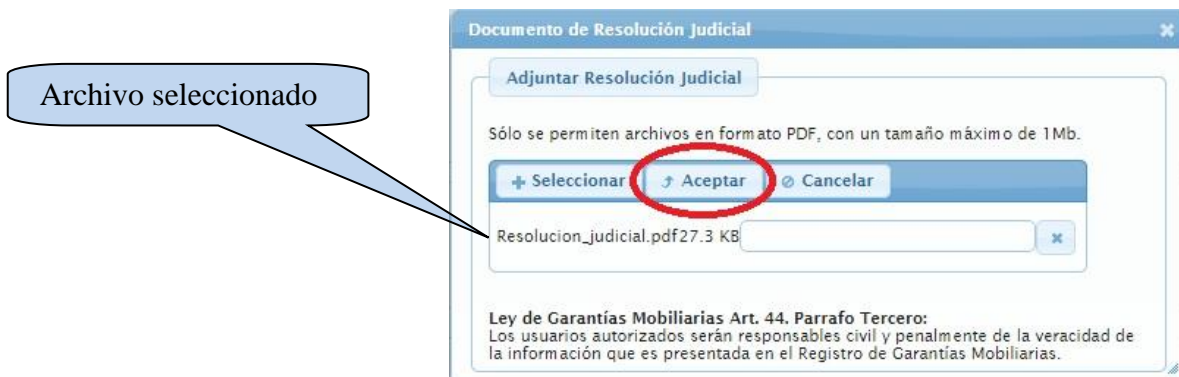 Documento de Resolución Judicial
Archivo seleccionado
Adjuntar Resolución Judicial
Sólo se permiten archivos en formato PDF, con un tamaño máximo de 1Mb.
Seleccionar Aceptar Cancelar
Resolucion_judicial.pdf27.3 KB
Ley de Garantías Mobiliarias Art. 44. Parrafo Tercero:
Los usuarios autorizados serán responsables civil y penalmente de la veracidad de
la información que es presentada en el Registro de Garantías Mobiliarias.